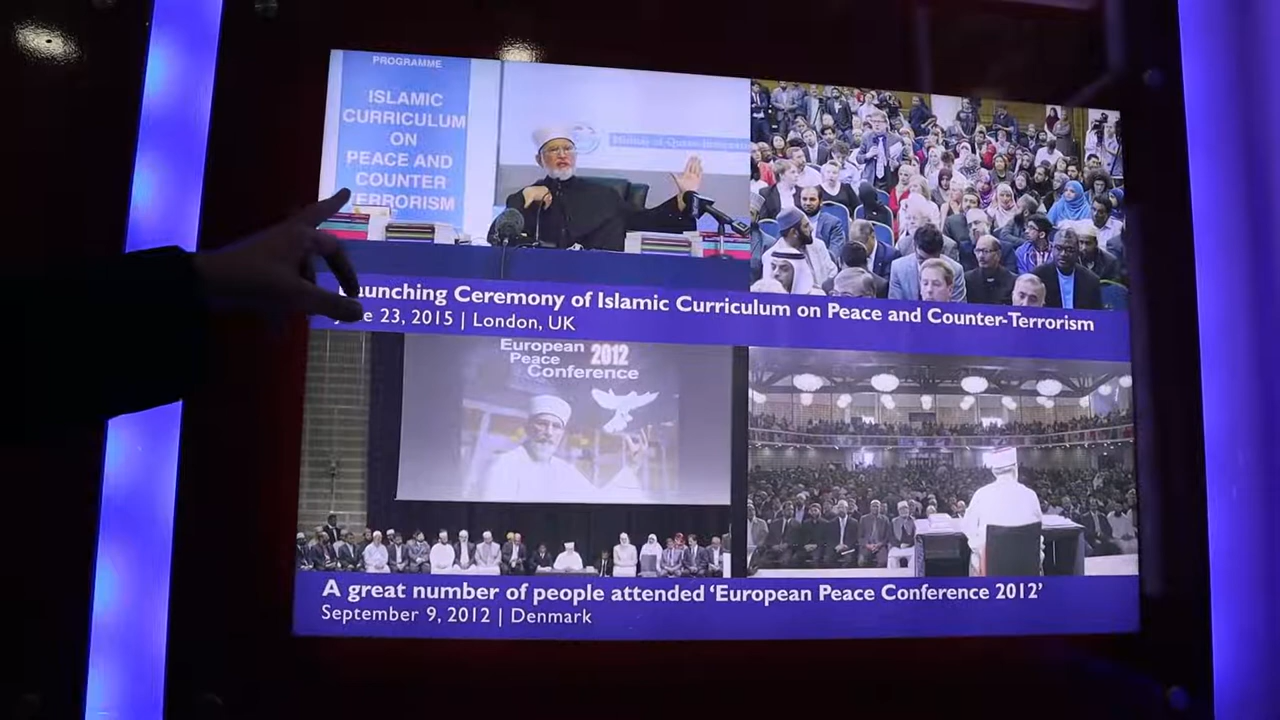 PROGRAMME
ISLAMIC
CURRICULUM
ON
PEACE AND
COUNTER
TERRORISM
Launching Ceremony of Islamic Curriculum on Peace and Counter-Terrorism
June 23, 2015 | London, UK
European
Peace 2012
Conference
A great number of people attended ‘European Peace Conference 2012’
September 9, 2012 | Denmark